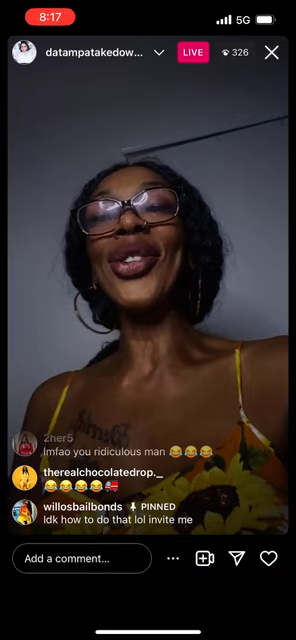 8:17
5G
datampatakedow...
LIVE
326
2her5
lmfao you ridiculous man 😂😂😂
therealchocolatedrop._
😂😂😂😂🚒
willosbailbonds PINNED
Idk how to do that lol invite me
Add a comment...